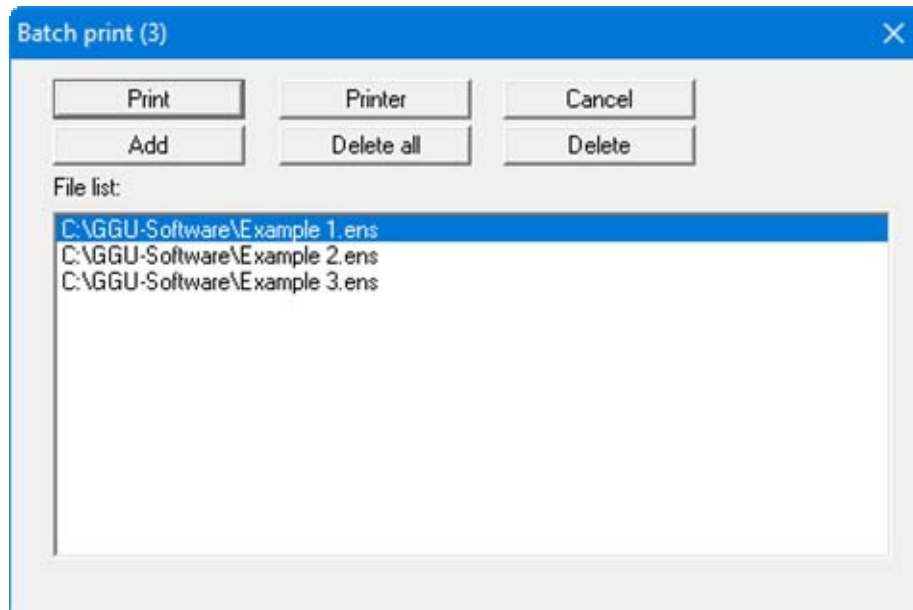 Batch print (3)
Print Printer Cancel
Add Delete all Delete
File list:
C:\GGU-Software\Example 1.ens
C:\GGU-Software\Example 2.ens
C:\GGU-Software\Example 3.ens